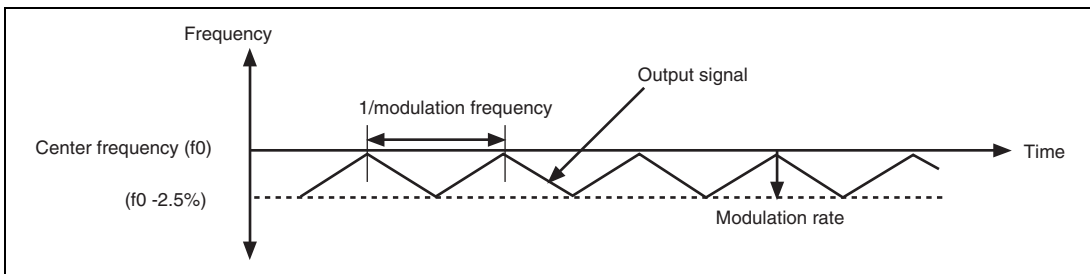 Frequency
Output signal
1/modulation frequency
Center frequency (f0)
Time
(f0 -2.5%)
Modulation rate